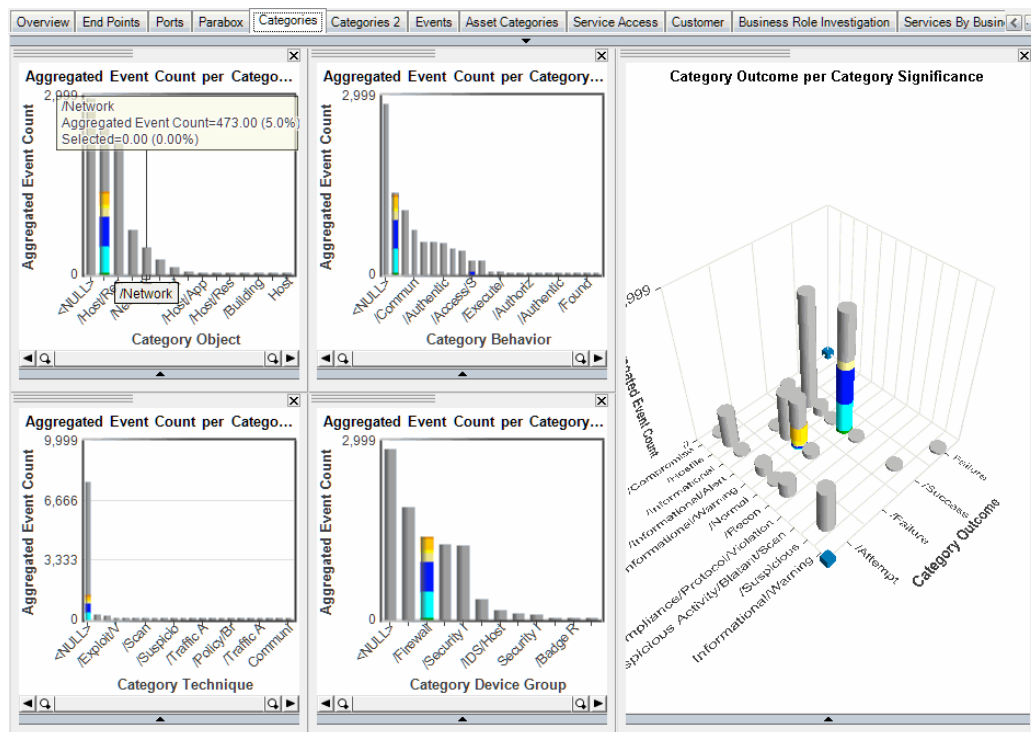 Overview End Points Ports Parabox Categories Categories 2 Events Asset Categories Service Access Customer Business Role Investigation Services By Busin
Aggregated Event Count per Catego...
2,999
/Network
Aggregated Event Count=473.00 (5.0%)
Selected=0.00 (0.00%)
Aggregated Event Count
0
<NULL>
/Host/Re
/Network
/Host/App
/Host/Res
/Building
Host
Category Object
Aggregated Event Count per Category...
2,999
Aggregated Event Count
0
<NULL>
/Commun
/Authentic
/Access/S
/Execute/
/Authoriz
/Authentic
/Found
Category Behavior
Aggregated Event Count per Catego...
9,999
6,666
3,333
0
Aggregated Event Count
<NULL>
/Exploit/V
/Scan
/Suspicio
/Traffic A
/Policy/Br
/Traffic A
Communi
Category Technique
Aggregated Event Count per Category...
2,999
Aggregated Event Count
0
<NULL>
/Firewall
/Security I
/IDS/Host
Security I
/Badge R
Category Device Group
Category Outcome per Category Significance
,999
gated Event Count
/Compromise
/Hostile
/Informational
/Informational/Alert
nformational/Warning
/Normal
/Recon
mpliance/Protocol/Violation
spicious Activity/Blatant/Scan
/Suspicious
Informational/Warning
/Attempt
/Failure
/Success
Failure
Category Outcome